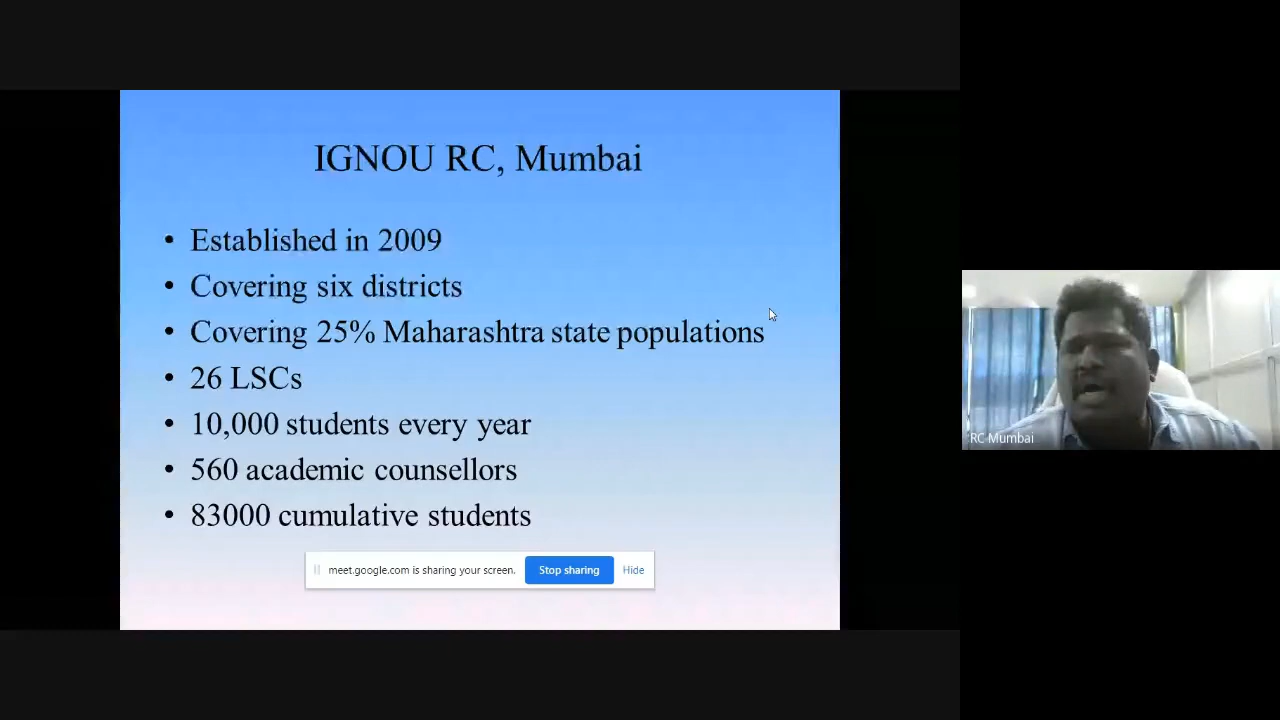 IGNOU RC, Mumbai
• Established in 2009
• Covering six districts
• Covering 25% Maharashtra state populations
• 26 LSCs
• 10,000 students every year
• 560 academic counsellors
• 83000 cumulative students
meet.google.com is sharing your screen. Stop sharing Hide
RC Mumbai